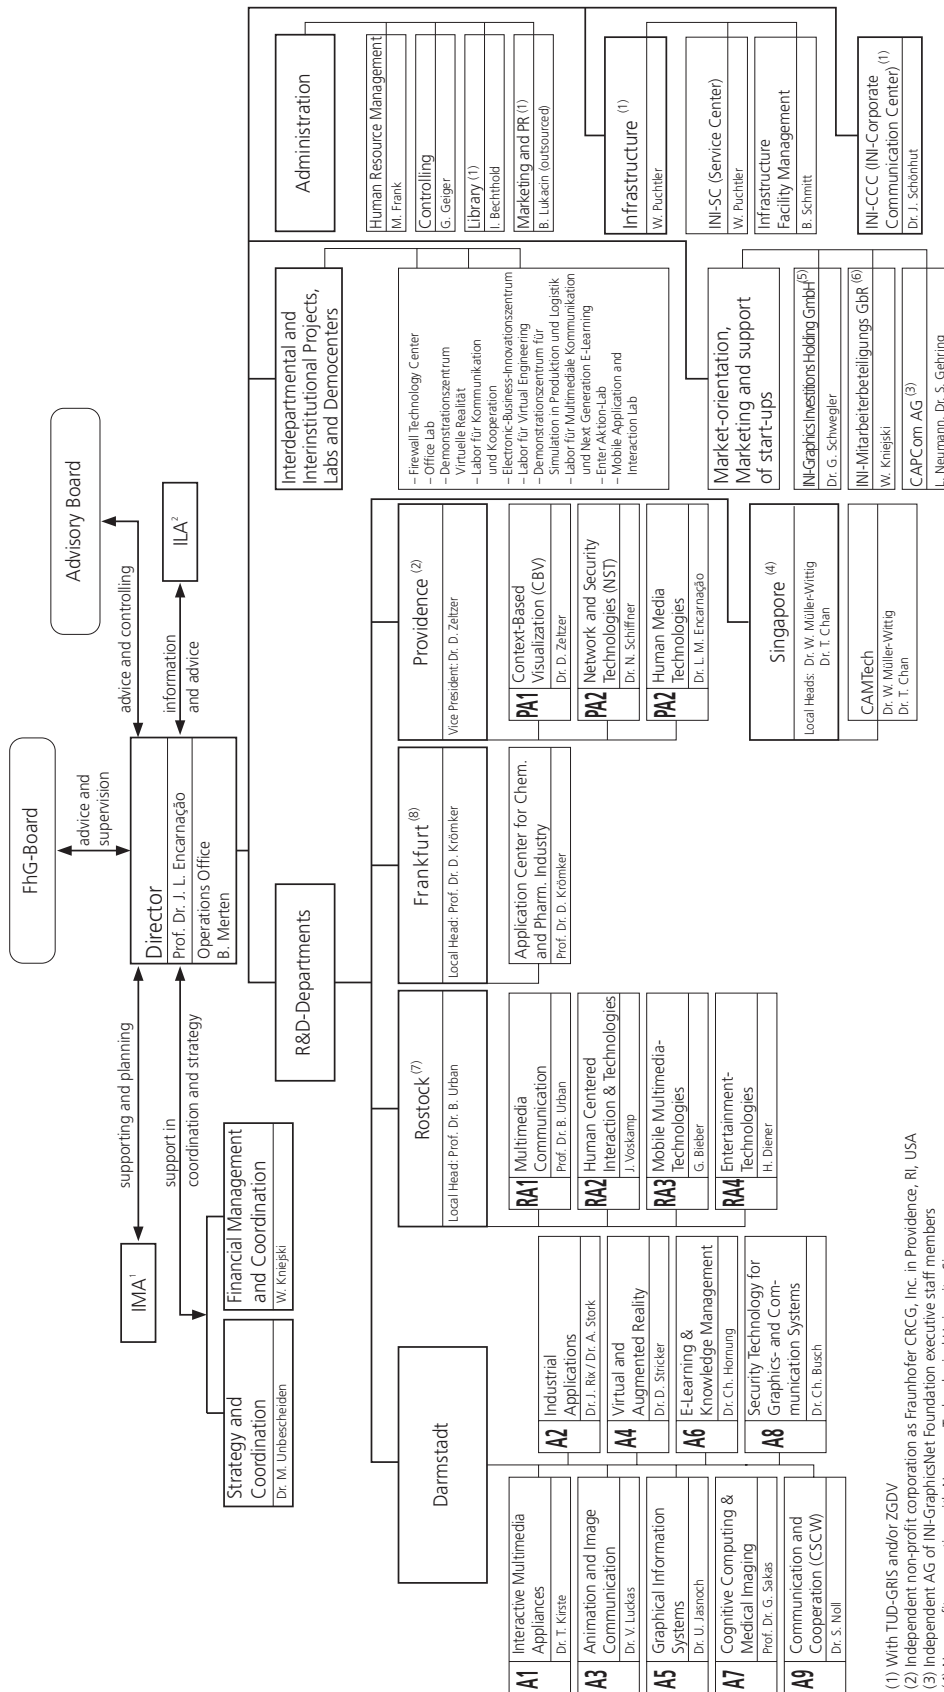 FhG-Board
Advisory Board
advice and
supervision
advice and controlling
supporting and planning
IMA1
ILA2
information
and advice
support in
coordination and strategy
Director
Prof. Dr. J. L. Encarnação
Operations Office
B. Merten
Strategy and
Coordination
Dr. M. Unbescheiden
Financial Management
and Coordination
W. Kniejski
R&D-Departments
Interdepartmental and
Interinstitutional Projects,
Labs and Democenters
Administration
Darmstadt
A1
Interactive Multimedia
Appliances
Dr. T. Kirste
A2
Industrial
Applications
Dr. J. Rix / Dr. A. Stork
A3
Animation and Image
Communication
Dr. V. Luckas
A4
Virtual and
Augmented Reality
Dr. D. Stricker
A5
Graphical Information
Systems
Dr. U. Jasnoch
A6
E-Learning &
Knowledge Management
Dr. Ch. Hornung
A7
Cognitive Computing &
Medical Imaging
Prof. Dr. G. Sakas
A8
Security Technology for
Graphics- and Com-
munication Systems
Dr. Ch. Busch
A9
Communication and
Cooperation (CSCW)
Dr. S. Noll
Rostock (7)
Local Head: Prof. Dr. B. Urban
RA1
Multimedia
Communication
Prof. Dr. B. Urban
RA2
Human Centered
Interaction & Technologies
J. Voskamp
RA3
Mobile Multimedia-
Technologies
G. Bieber
RA4
Entertainment-
Technologies
H. Diener
Frankfurt (8)
Local Head: Prof. Dr. D. Krömker
Application Center for Chem.
and Pharm. Industry
Prof. Dr. D. Krömker
Providence (2)
Vice President: Dr. D. Zeltzer
PA1
Context-Based
Visualization (CBV)
Dr. D. Zeltzer
PA2
Network and Security
Technologies (NST)
Dr. N. Schiffner
PA2
Human Media
Technologies
Dr. L. M. Encarnação
Singapore (4)
Local Heads: Dr. W. Müller-Wittig
Dr. T. Chan
CAMTech
Dr. W. Müller-Wittig
Dr. T. Chan
– Firewall Technology Center
– Office Lab
– Demonstrationszentrum
Virtuelle Realität
– Labor für Kommunikation
und Kooperation
– Electronic-Business-Innovationszentrum
– Labor für Virtual Engineering
– Demonstrationszentrum für
Simulation in Produktion und Logistik
– Labor für Multimediale Kommunikation
und Next Generation E-Learning
– Enter Aktion-Lab
– Mobile Application and
Interaction Lab
Market-orientation,
Marketing and support
of start-ups
INI-Graphics Investitions Holding GmbH(5)
Dr. G. Schwegler
INI-Mitarbeiterbeteiligungs GbR (6)
W. Kniejski
CAPCom AG (3)
L. Neumann, Dr. S. Gehring
Human Resource Management
M. Frank
Controlling
G. Geiger
Library (1)
I. Bechthold
Marketing and PR (1)
B. Lukacin (outsourced)
Infrastructure (1)
W. Puchtler
INI-SC (Service Center)
W. Puchtler
Infrastructure
Facility Management
B. Schmitt
INI-CCC (INI-Corporate
Communication Center) (1)
Dr. J. Schönhut
(1) With TUD-GRIS and/or ZGDV
(2) Independent non-profit corporation as Fraunhofer CRCG, Inc. in Providence, RI, USA
(3) Independent AG of INI-GraphicsNet Foundation executive staff members